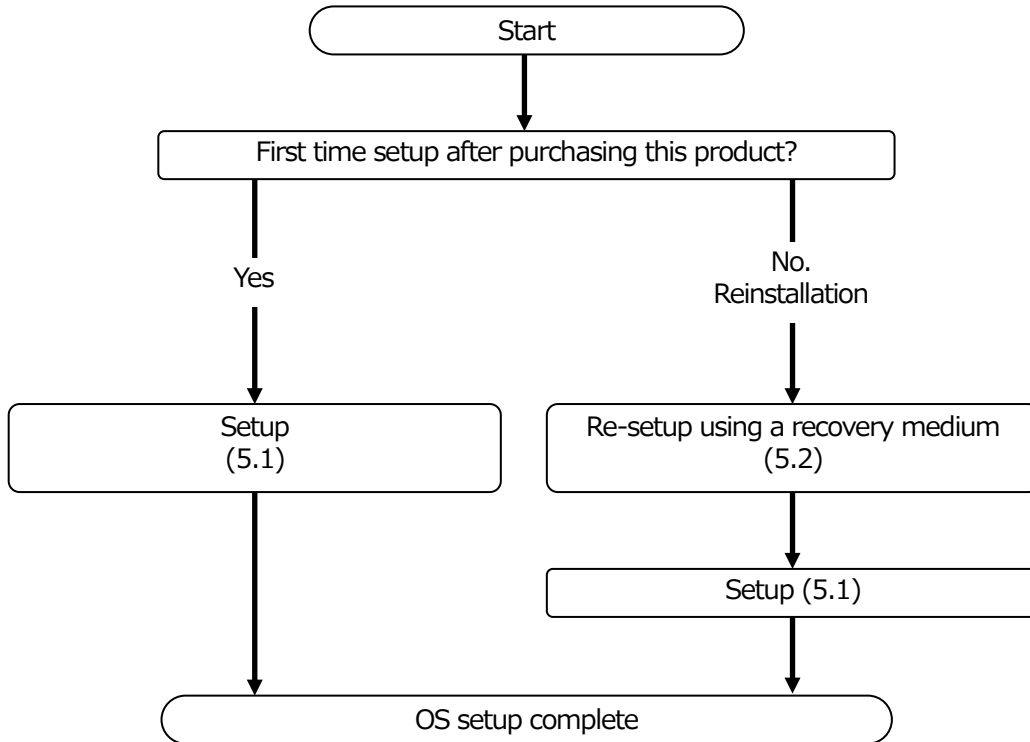 Start
First time setup after purchasing this product?
Yes
No.
Reinstallation
Setup
(5.1)
Re-setup using a recovery medium
(5.2)
Setup (5.1)
OS setup complete